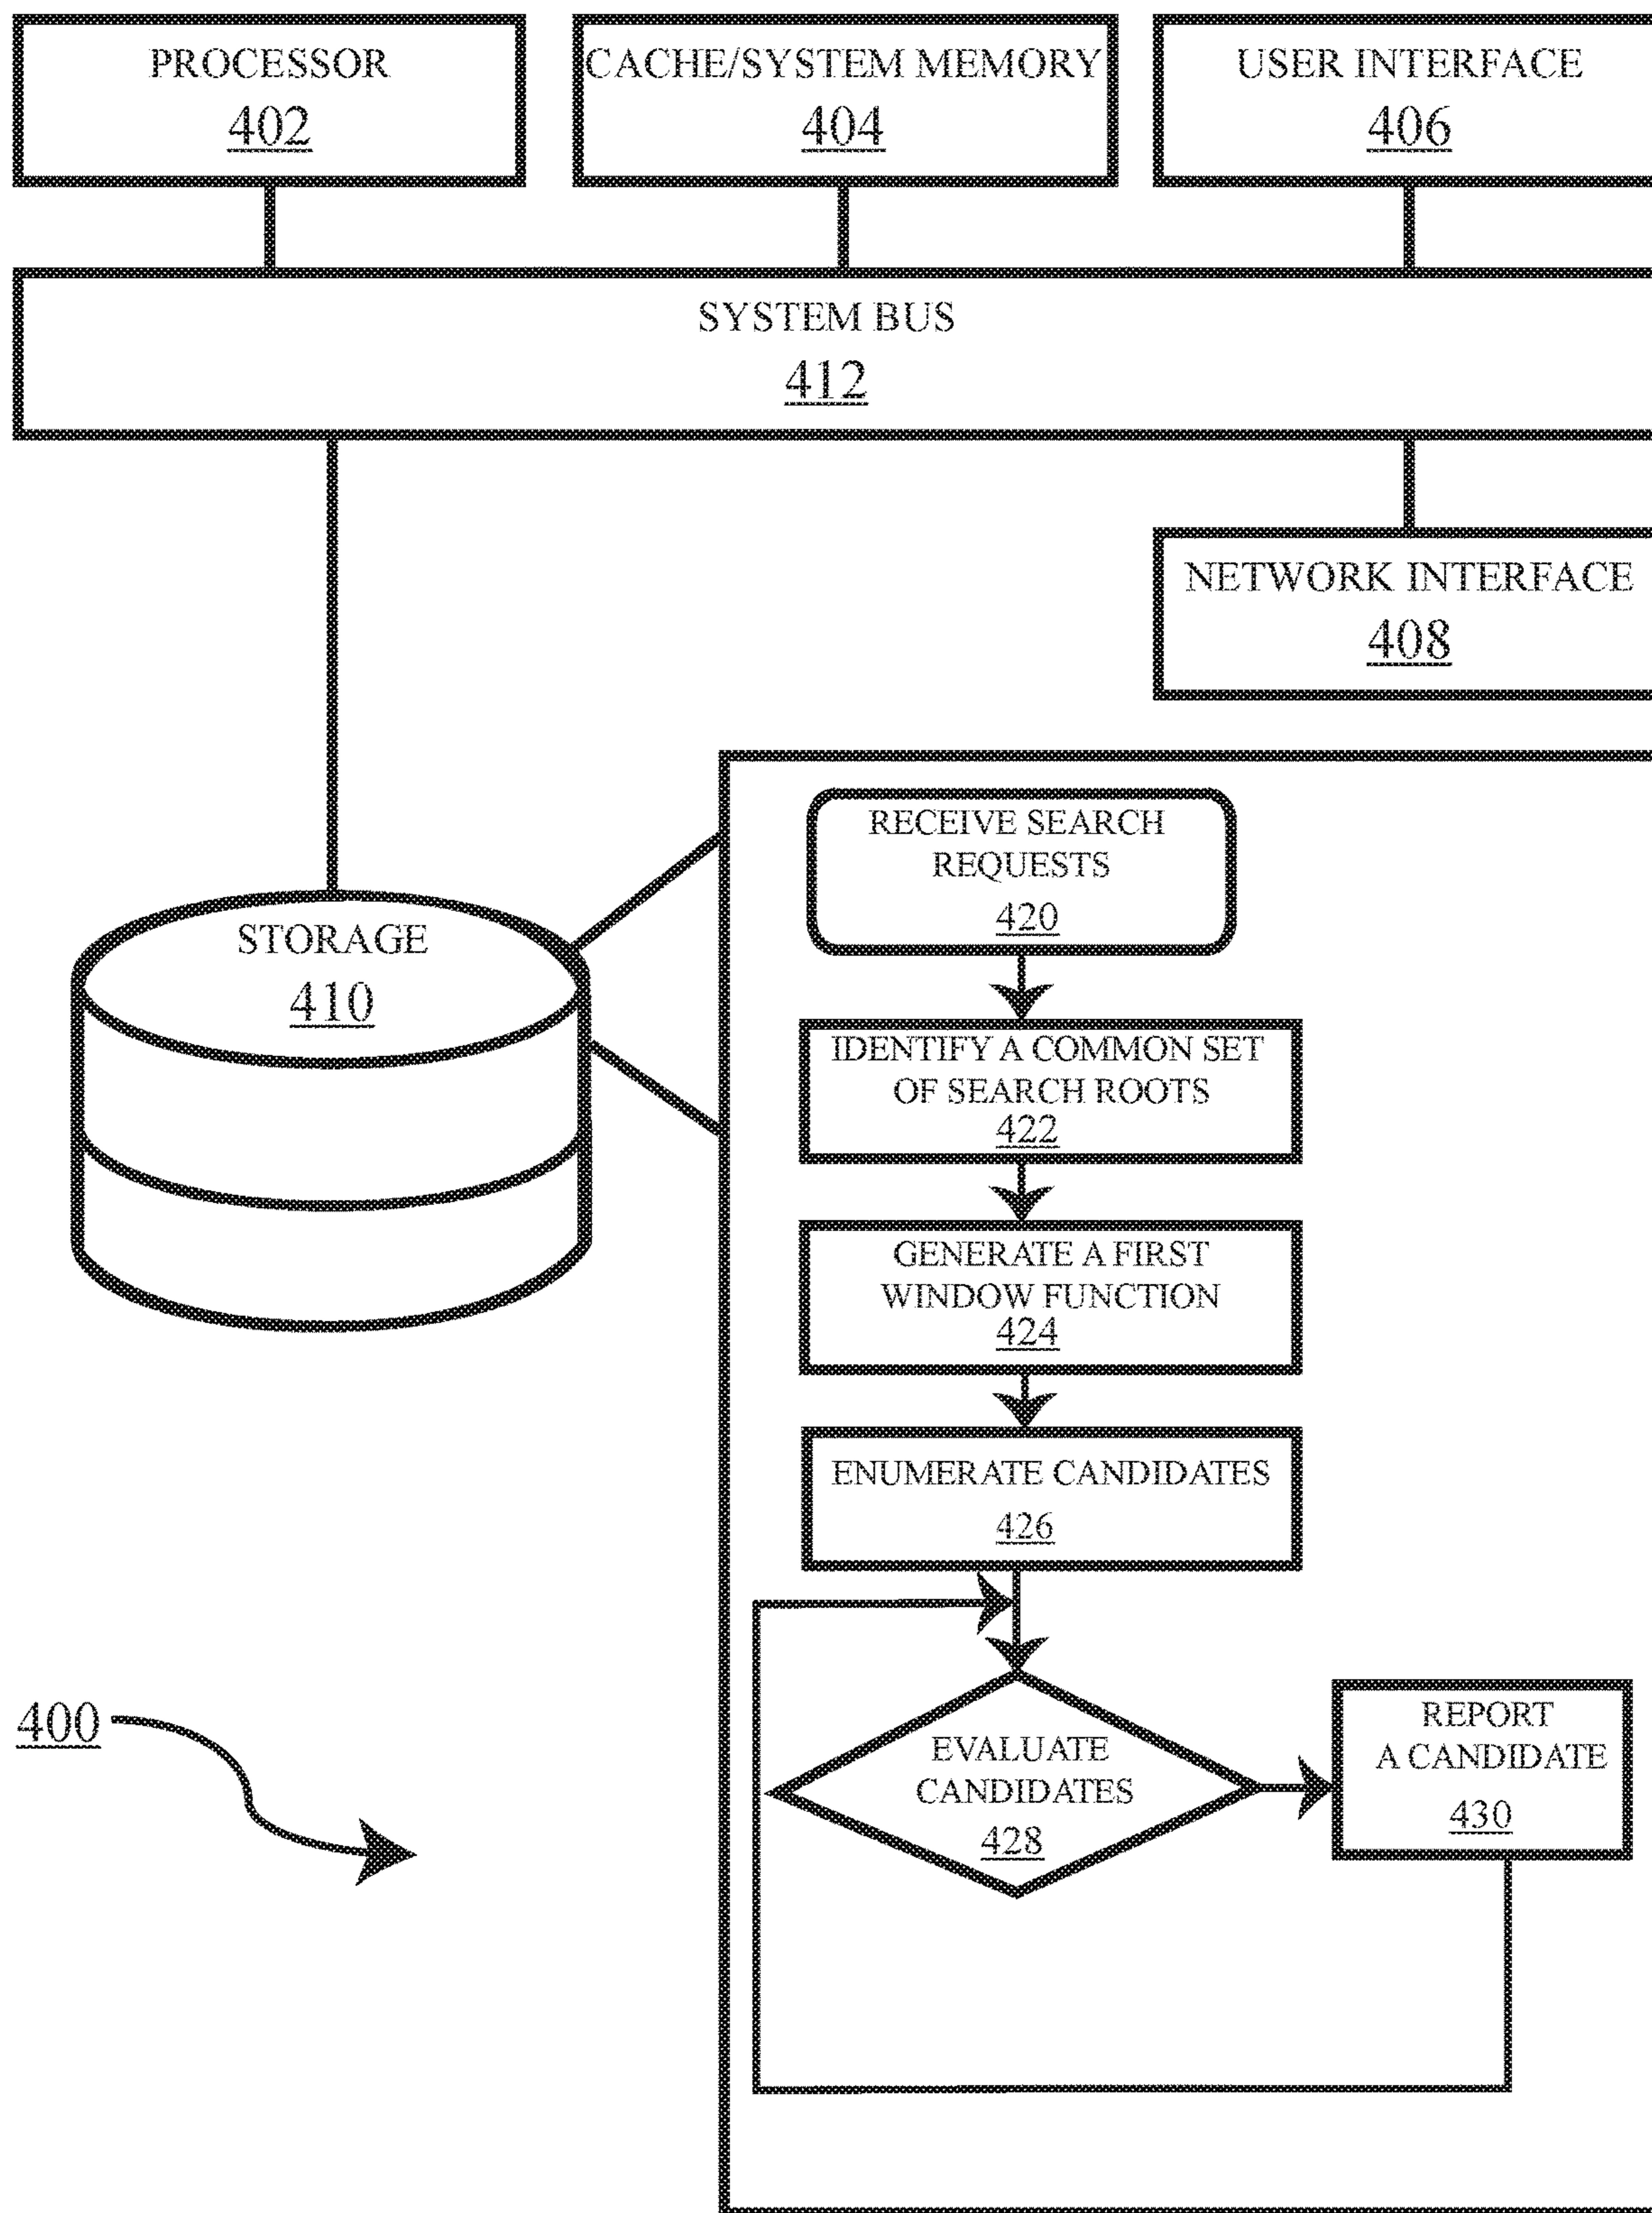 PROCESSOR
402
CACHE/SYSTEM MEMORY
404
USER INTERFACE
406
SYSTEM BUS
412
NETWORK INTERFACE
408
STORAGE
410
RECEIVE SEARCH
REQUESTS
420
IDENTIFY A COMMON SET
OF SEARCH ROOTS
422
GENERATE A FIRST
WINDOW FUNCTION
424
ENUMERATE CANDIDATES
426
EVALUATE
CANDIDATES
428
REPORT
A CANDIDATE
430
400